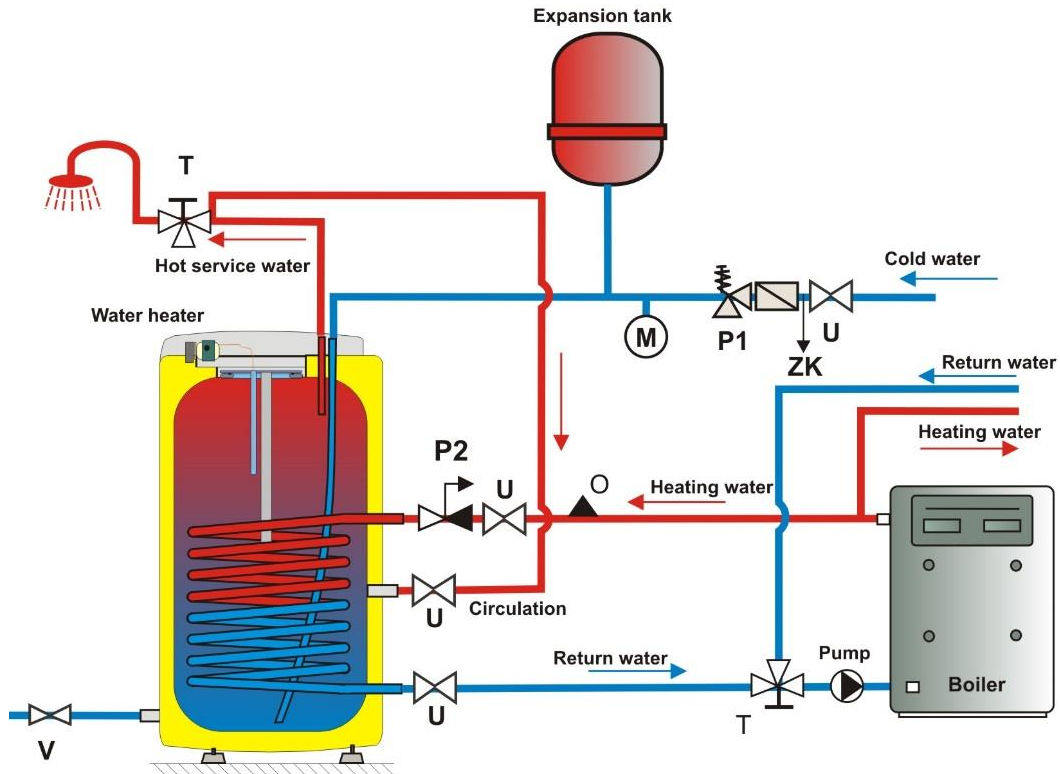 Expansion tank
T
Hot service water
Cold water
Water heater
M
P1
U
ZK
Return water
Heating water
P2
U
O
Heating water
U
Circulation
Return water
Pump
Boiler
U
T
V